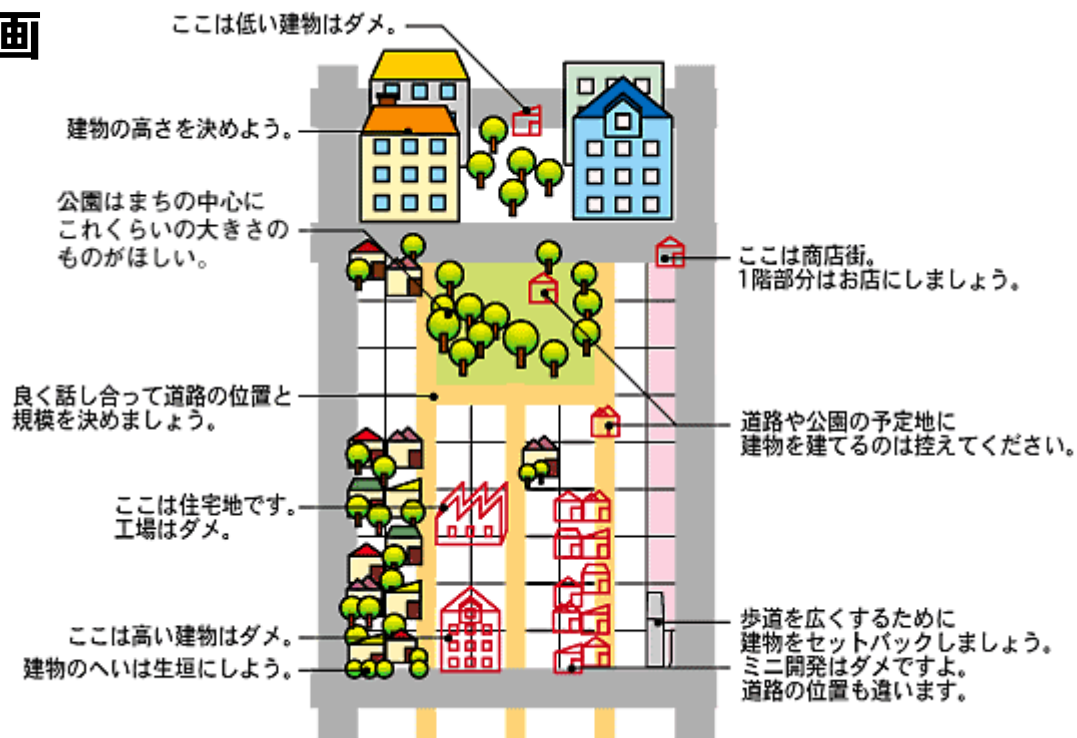 画
ここは低い建物はダメ。
建物の高さを決めよう。
公園はまちの中心に
これくらいの大きさの
ものがほしい。
ここは商店街。
1階部分はお店にしましょう。
良く話し合って道路の位置と
規模を決めましょう。
道路や公園の予定地に
建物を建てるのは控えてください。
ここは住宅地です。
工場はダメ。
ここは高い建物はダメ。
建物のへいは生垣にしよう。
歩道を広くするために
建物をセットバックしましょう。
ミニ開発はダメですよ。
道路の位置も違います。